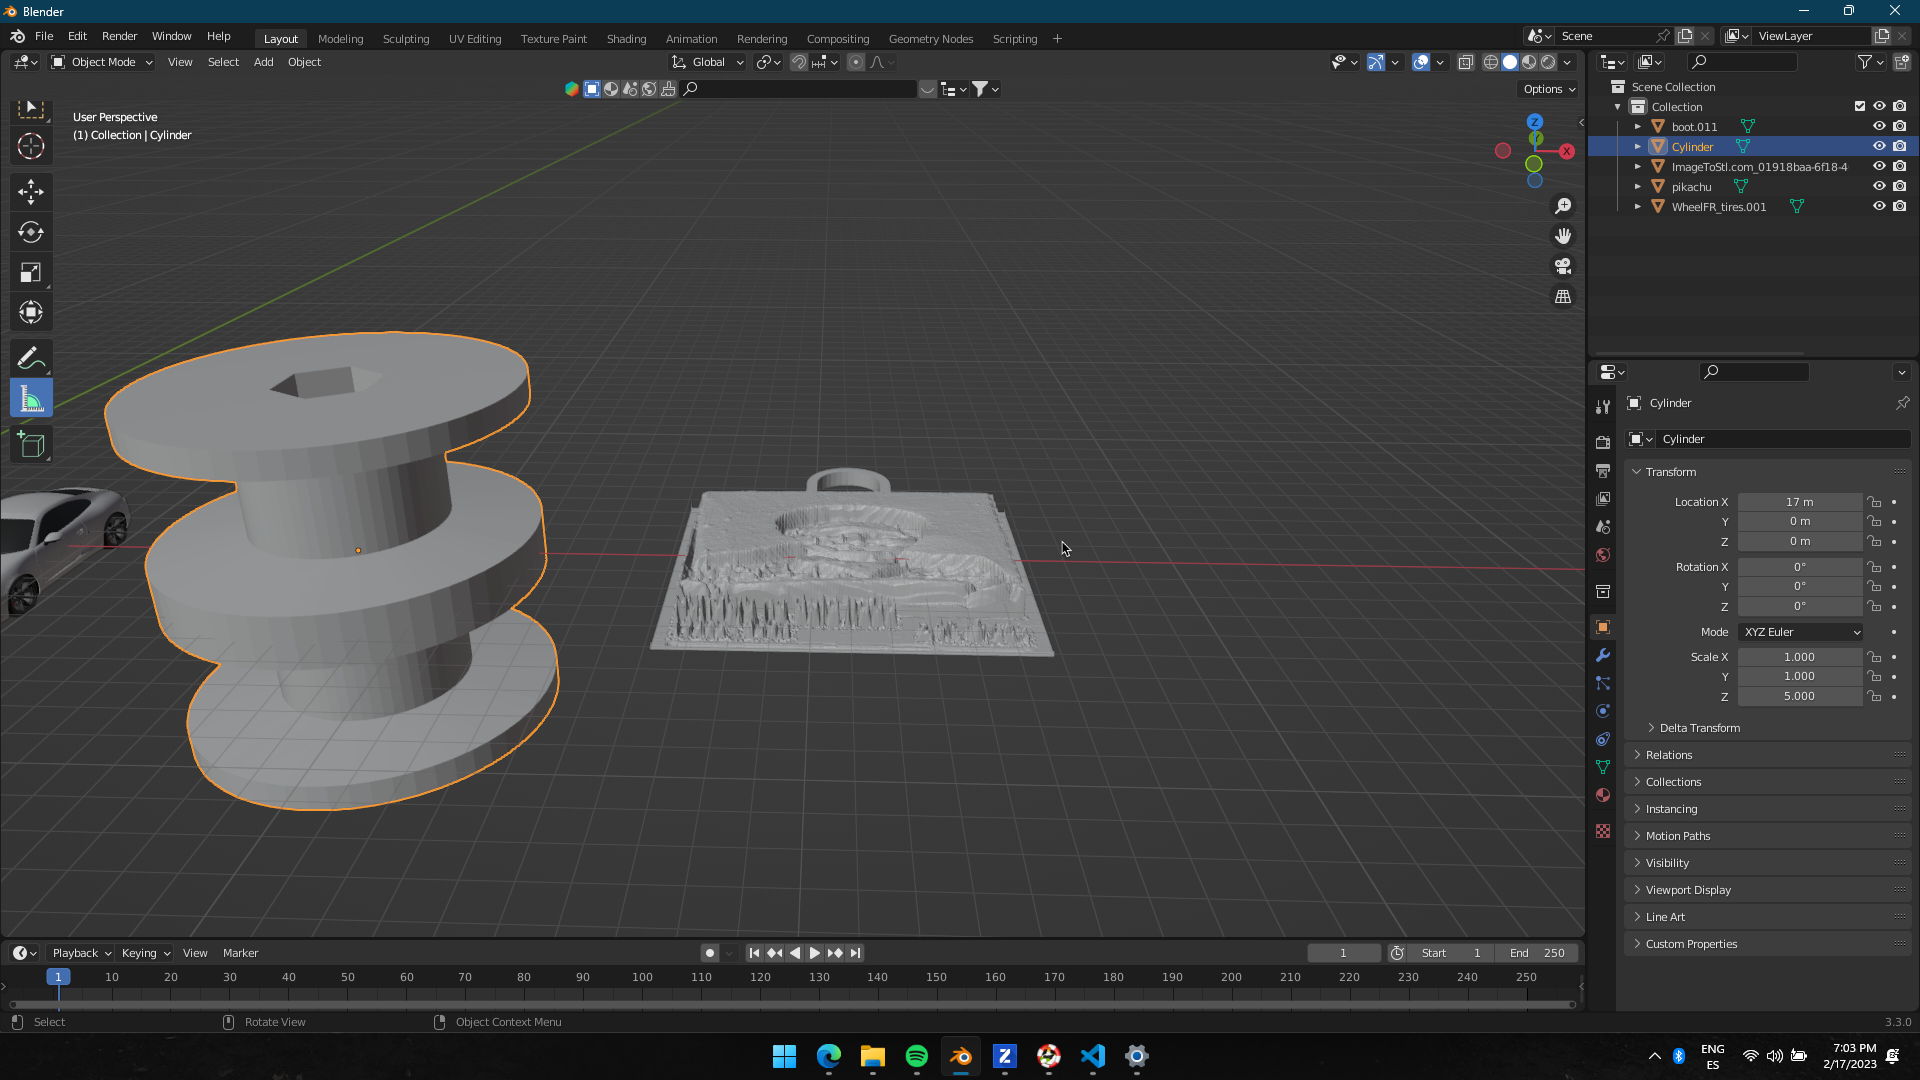 Blender
File Edit Render Window Help
Layout Modeling Sculpting UV Editing Texture Paint Shading Animation Rendering Compositing Geometry Nodes Scripting +
Scene
ViewLayer
Object Mode View Select Add Object
Global
Options
User Perspective
(1) Collection | Cylinder
Z
Y
X
Scene Collection
Collection
boot.011
Cylinder
ImageToStl.com_01918baa-6f18-4
pikachu
WheelFR_tires.001
Cylinder
Cylinder
Transform
Location X 17 m
Y 0 m
Z 0 m
Rotation X 0°
Y 0°
Z 0°
Mode XYZ Euler
Scale X 1.000
Y 1.000
Z 5.000
Delta Transform
Relations
Collections
Instancing
Motion Paths
Visibility
Viewport Display
Line Art
Custom Properties
Playback Keying View Marker
1 Start 1 End 250
1 10 20 30 40 50 60 70 80 90 100 110 120 130 140 150 160 170 180 190 200 210 220 230 240 250
Select Rotate View Object Context Menu
3.3.0
Z
ENG
ES
7:03 PM
2/17/2023